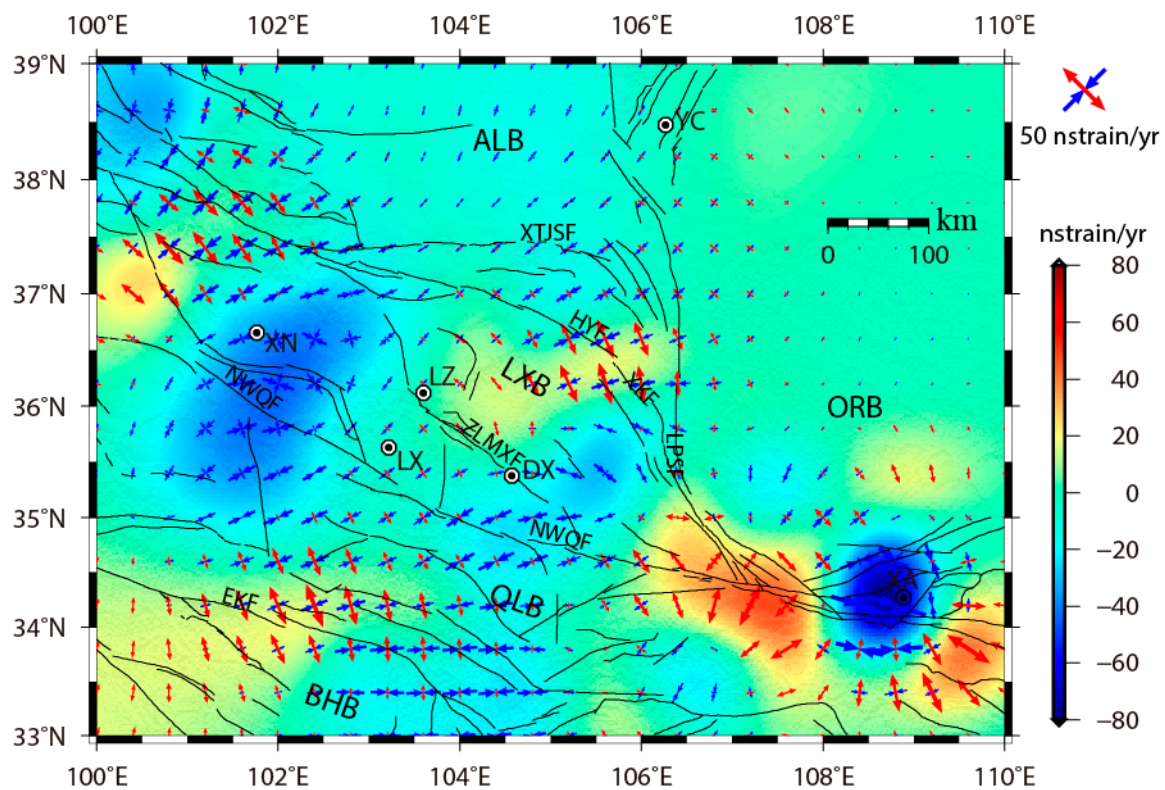 100°E 102°E 104°E 106°E 108°E 110°E
39°N
50 nstrain/yr
YC
ALB
38°N
XTJSF
km
0 100
nstrain/yr
80
37°N
60
HYF
XN
40
LXB
LZ
NWQF
XKF
20
36°N
ORB
ZLMXF
LPSF
LX
DX
0
35°N
NWQF
−20
XA
EKF
QLB
−40
34°N
−60
BHB
33°N
−80
100°E 102°E 104°E 106°E 108°E 110°E